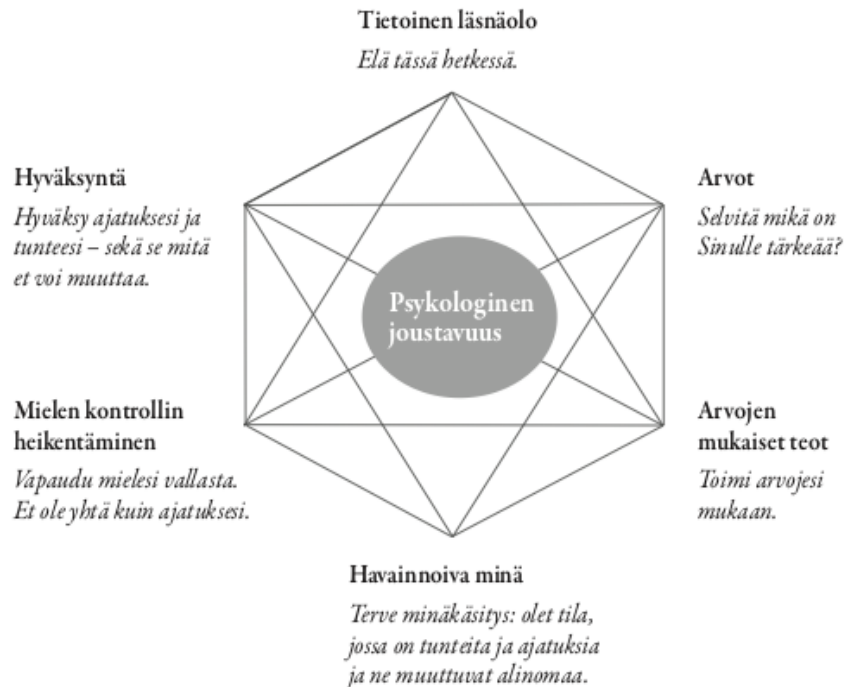 Tietoinen läsnäolo
Elä tässä hetkessä.
Hyväksyntä
Hyväksy ajatuksesi ja
tunteesi – sekä se mitä
et voi muuttaa.
Arvot
Selvitä mikä on
Sinulle tärkeää?
Psykologinen
joustavuus
Mielen kontrollin
heikentäminen
Vapaudu mielesi vallasta.
Et ole yhtä kuin ajatuksesi.
Arvojen
mukaiset teot
Toimi arvojesi
mukaan.
Havainnoiva minä
Terve minäkäsitys: olet tila,
jossa on tunteita ja ajatuksia
ja ne muuttuvat alinomaa.